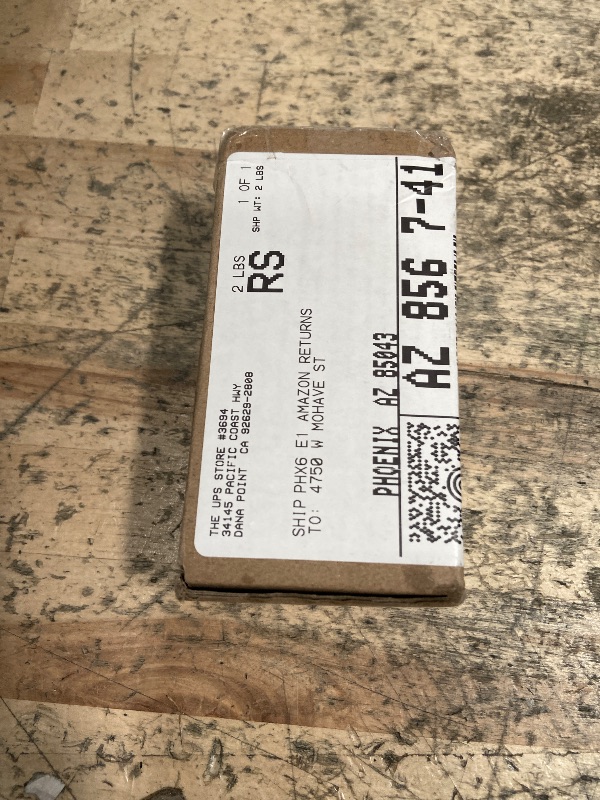 THE UPS STORE #3694
34145 PACIFIC COAST HWY
DANA POINT CA 92629-2808
2 LBS
RS
1 OF 1
SHP WT: 2 LBS
SHIP PHX6 E1 AMAZON RETURNS
TO: 4750 W MOHAVE ST
PHOENIX AZ 85043
AZ 856 7-41